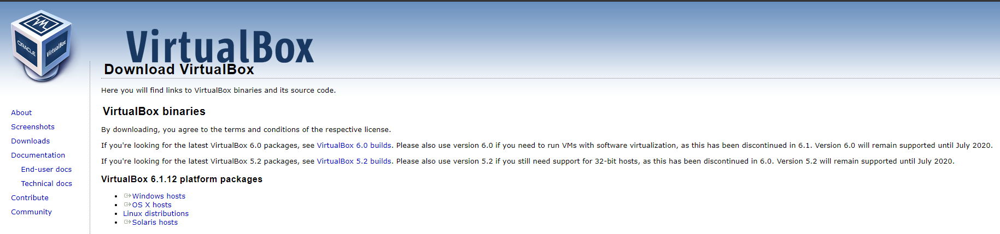 ORACLE
VirtualBox
VirtualBox
Download VirtualBox
Here you will find links to VirtualBox binaries and its source code.
About
Screenshots
Downloads
Documentation
End-user docs
Technical docs
Contribute
Community
VirtualBox binaries
By downloading, you agree to the terms and conditions of the respective license.
If you're looking for the latest VirtualBox 6.0 packages, see VirtualBox 6.0 builds. Please also use version 6.0 if you need to run VMs with software virtualization, as this has been discontinued in 6.1. Version 6.0 will remain supported until July 2020.
If you're looking for the latest VirtualBox 5.2 packages, see VirtualBox 5.2 builds. Please also use version 5.2 if you still need support for 32-bit hosts, as this has been discontinued in 6.0. Version 5.2 will remain supported until July 2020.
VirtualBox 6.1.12 platform packages
Windows hosts
OS X hosts
Linux distributions
Solaris hosts